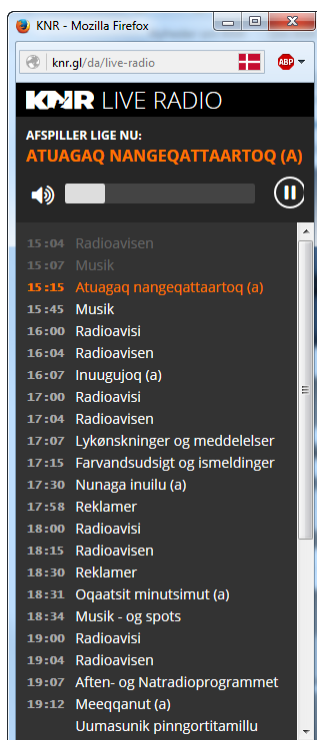 KNR - Mozilla Firefox
knr.gl/da/live-radio
ABP
KNR LIVE RADIO
AFSPILLER LIGE NU:
ATUAGAQ NANGEQATTAARTOQ (A)
15:04 Radioavisen
15:07 Musik
15:15 Atuagaq nangeqattaartoq (a)
15:45 Musik
16:00 Radioavisi
16:04 Radioavisen
16:07 Inuugujoq (a)
17:00 Radioavisi
17:04 Radioavisen
17:07 Lykønskninger og meddelelser
17:15 Farvandsudsigt og ismeldinger
17:30 Nunaga inuilu (a)
17:58 Reklamer
18:00 Radioavisi
18:15 Radioavisen
18:30 Reklamer
18:31 Oqaatsit minutsimut (a)
18:34 Musik - og spots
19:00 Radioavisi
19:04 Radioavisen
19:07 Aften- og Natradioprogrammet
19:12 Meeqqanut (a)
Uumasunik pinngortitamillu